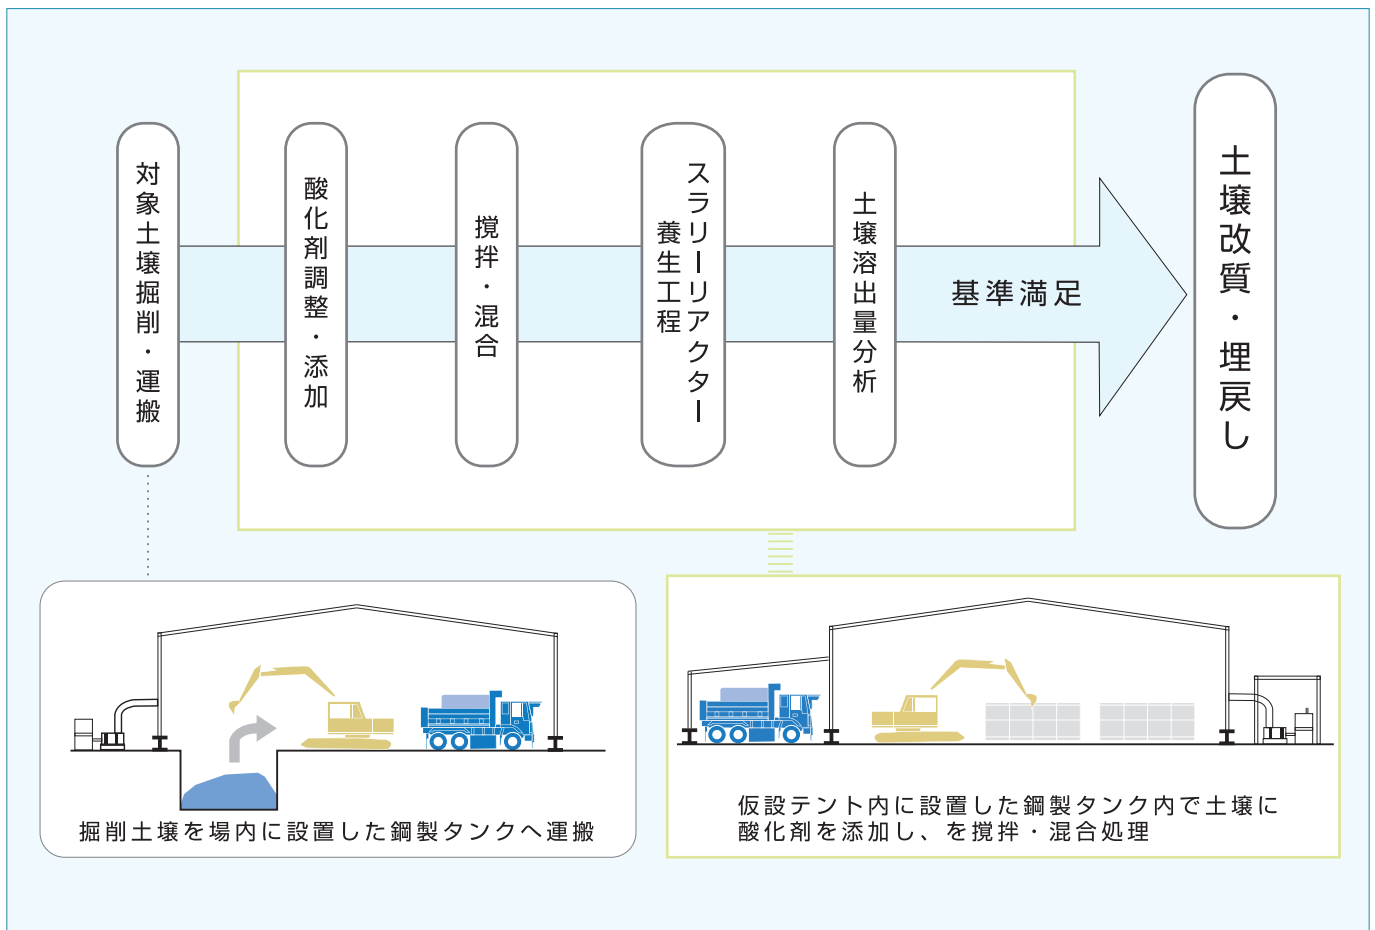 対象土壌掘削・運搬
酸化剤調整・添加
撹拌・混合
スラリーリアクター
養生工程
土壌溶出量分析
基準満足
土壌改質・埋戻し
掘削土壌を場内に設置した鋼製タンクへ運搬
仮設テント内に設置した鋼製タンク内で土壌に
酸化剤を添加し、を撹拌・混合処理